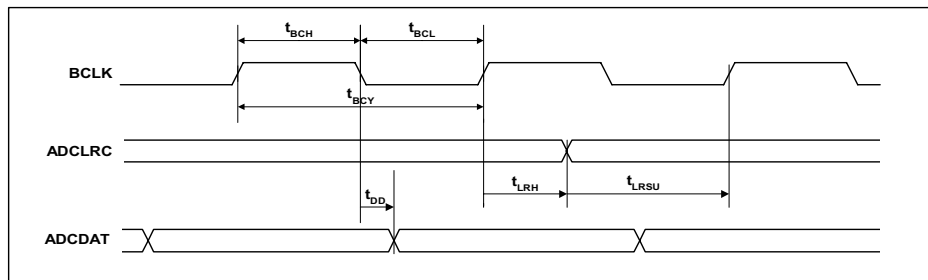 tBCH
tBCL
BCLK
tBCY
ADCLRC
tLRH
tLRSU
tDD
ADCDAT